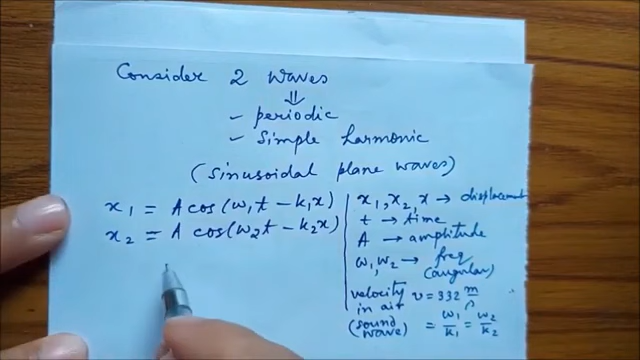 Consider 2 waves
⇓
- periodic
- Simple harmonic
(sinusoidal plane waves)
x₁ = A cos(ω₁t - k₁x)
x₂ = A cos(ω₂t - k₂x)
x₁, x₂, x → displacement
t → time
A → amplitude
ω₁, ω₂ → freq
(angular)
velocity v = 332 m/s
in air
(sound wave) = ω₁/k₁ = ω₂/k₂